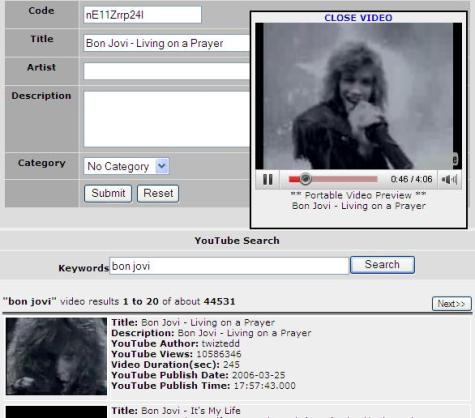 Code nE11Zrrp24I
CLOSE VIDEO
Title Bon Jovi - Living on a Prayer
Artist
Description
Category No Category
Submit Reset
0:46 / 4:06
** Portable Video Preview **
Bon Jovi - Living on a Prayer
YouTube Search
Keywords bon jovi Search
"bon jovi" video results 1 to 20 of about 44531 Next>>
Title: Bon Jovi - Living on a Prayer
Description: Bon Jovi - Living on a Prayer
YouTube Author: twiztedd
YouTube Views: 10586346
Video Duration(sec): 245
YouTube Publish Date: 2006-03-25
YouTube Publish Time: 17:57:43.000
Title: Bon Jovi - It's My Life